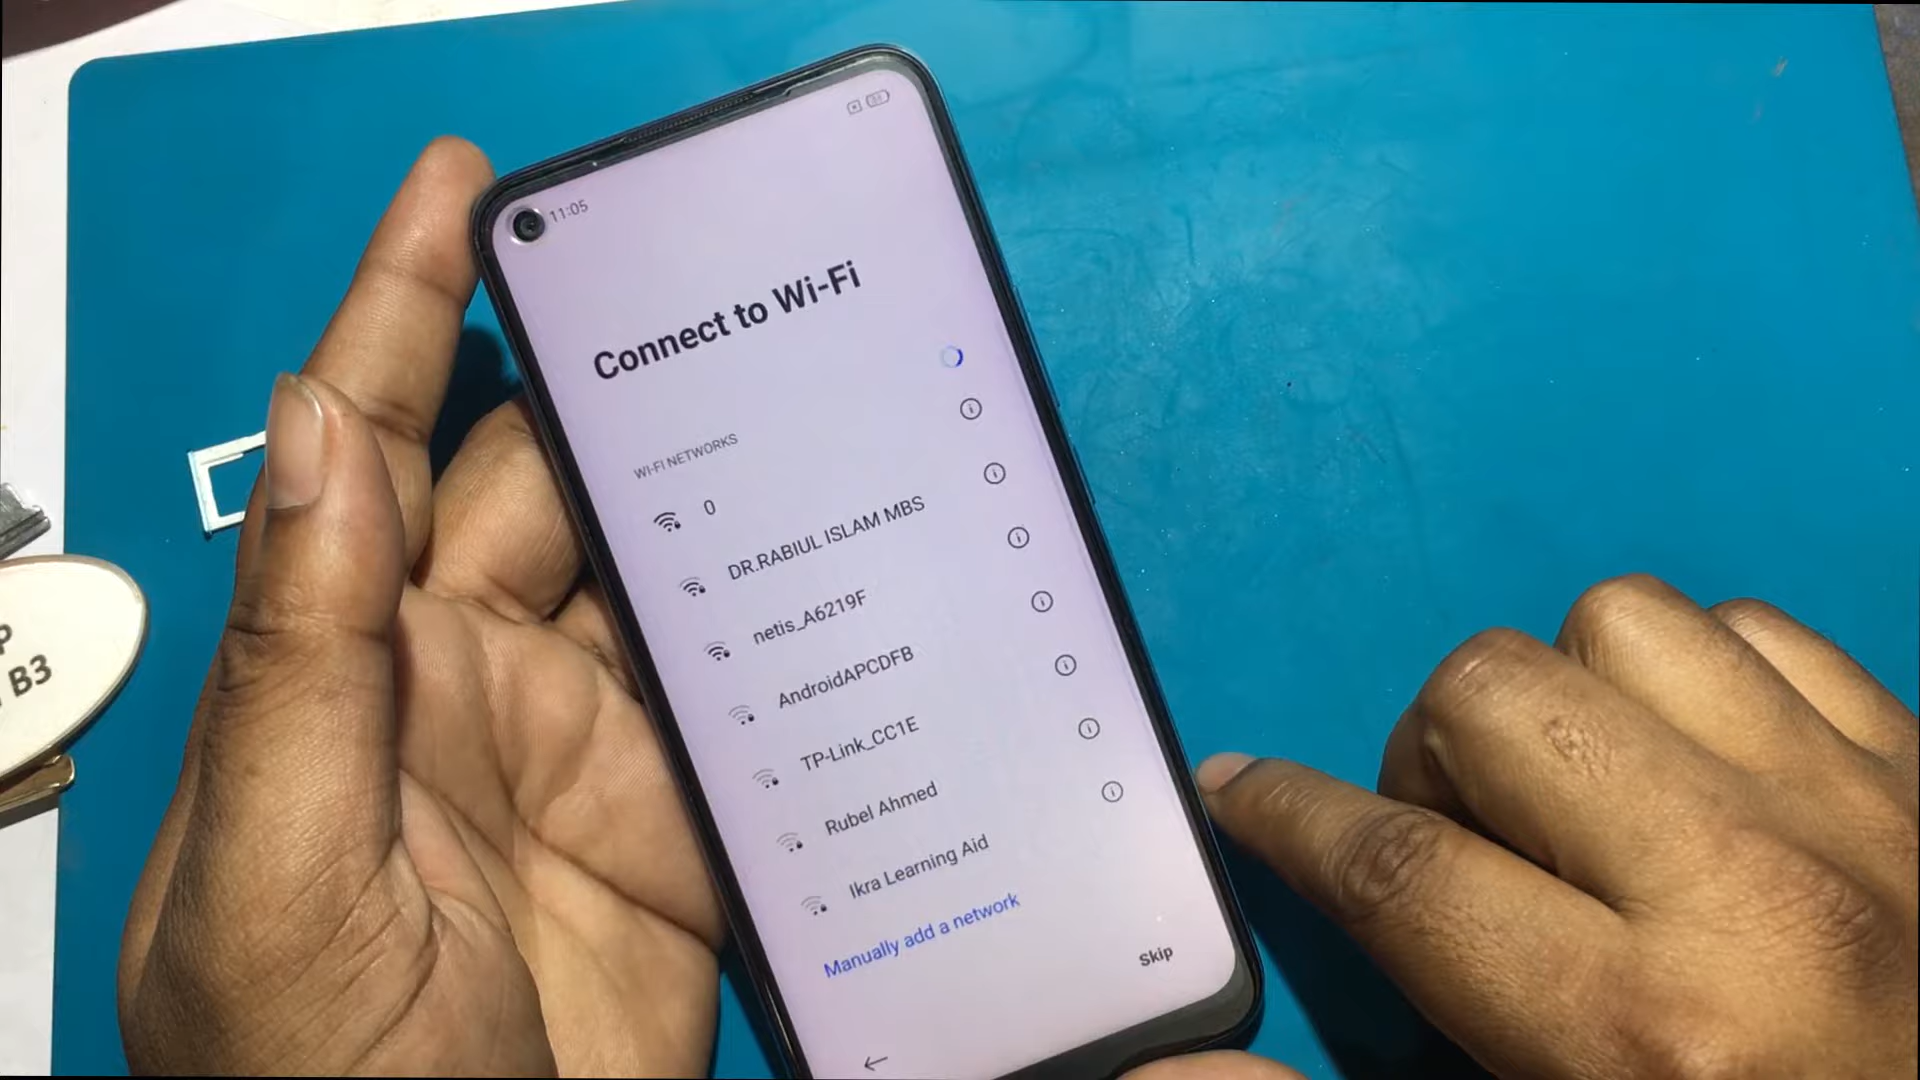 11:05
Connect to Wi-Fi
WI-FI NETWORKS
0
DR.RABIUL ISLAM MBS
netis_A6219F
AndroidAPCDFB
TP-Link_CC1E
Rubel Ahmed
Ikra Learning Aid
Manually add a network
Skip
P
B3